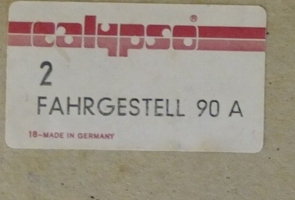 calypso®
2
FAHRGESTELL 90 A
18-MADE IN GERMANY